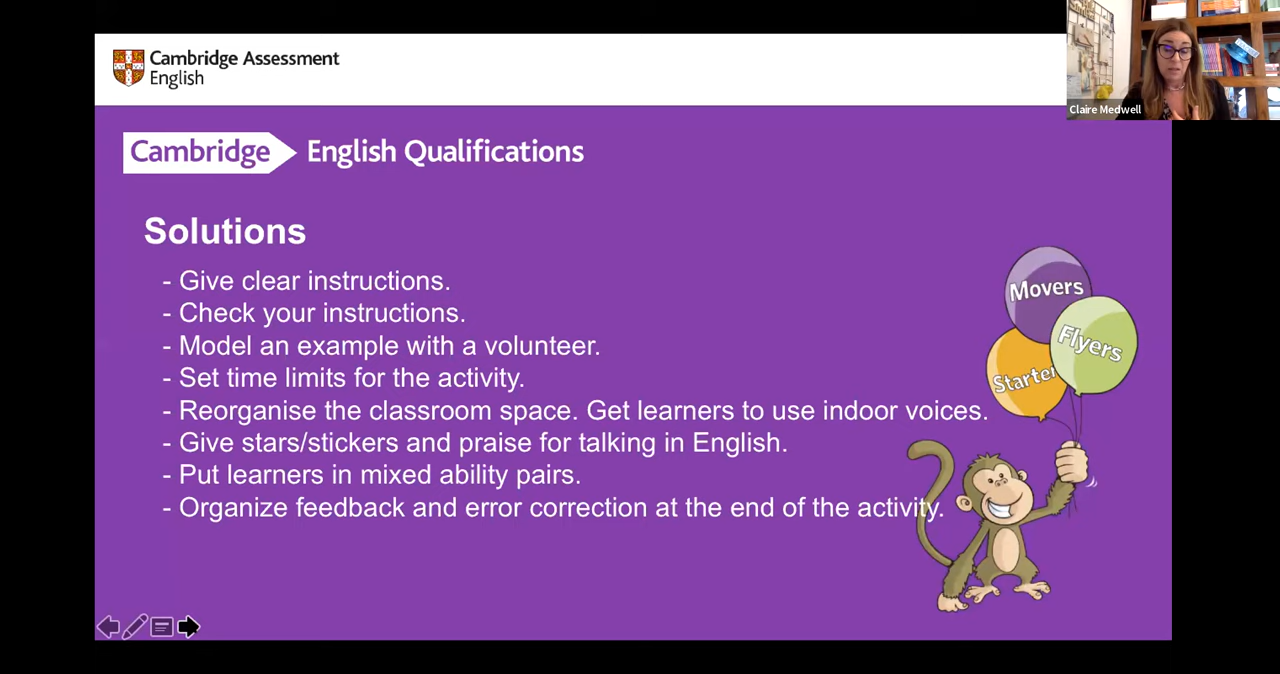 Cambridge Assessment
English
Claire Medwell
Cambridge English Qualifications
Solutions
- Give clear instructions.
- Check your instructions.
- Model an example with a volunteer.
- Set time limits for the activity.
- Reorganise the classroom space. Get learners to use indoor voices.
- Give stars/stickers and praise for talking in English.
- Put learners in mixed ability pairs.
- Organize feedback and error correction at the end of the activity.
Movers
Flyers
Starter